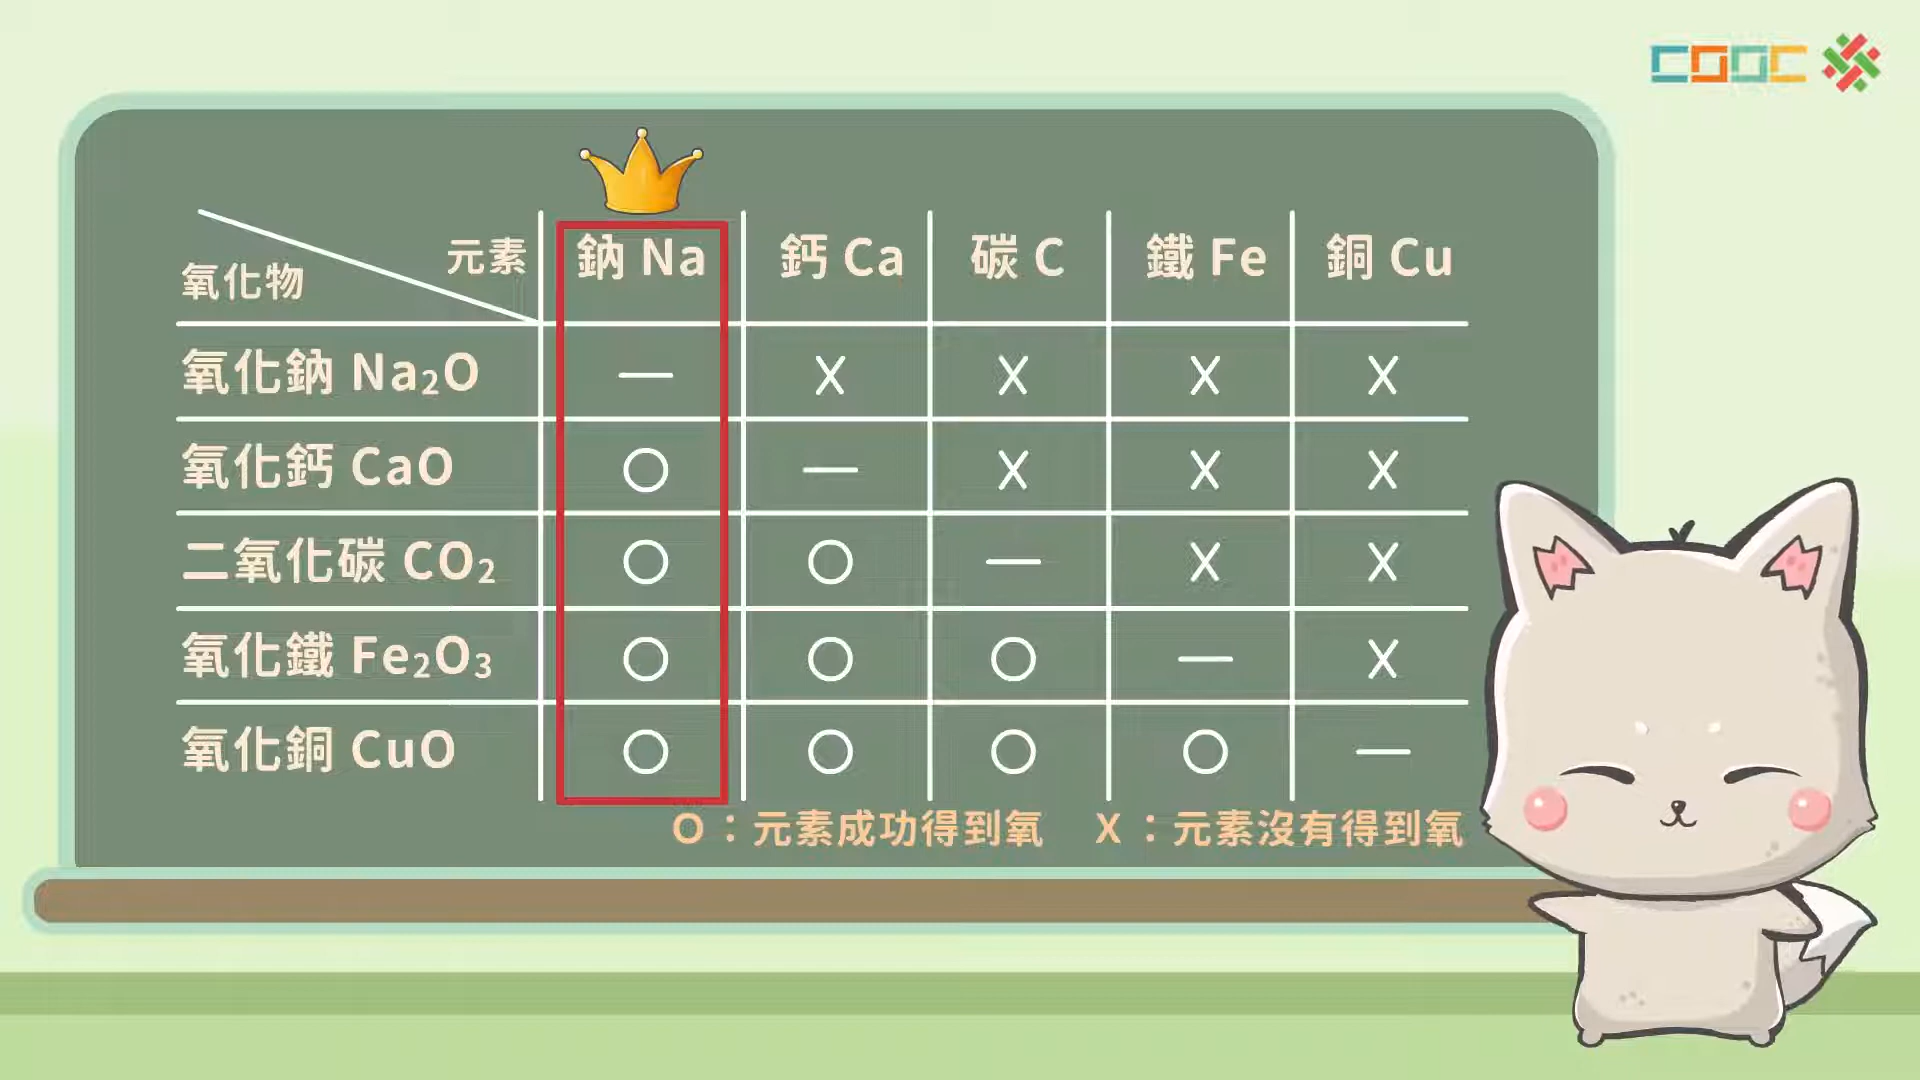 COOC
元素 鈉 Na 鈣 Ca 碳 C 鐵 Fe 銅 Cu
氧化物
氧化鈉 Na₂O — X X X X
氧化鈣 CaO O — X X X
二氧化碳 CO₂ O O — X X
氧化鐵 Fe₂O₃ O O O — X
氧化銅 CuO O O O O —
O：元素成功得到氧 X：元素沒有得到氧